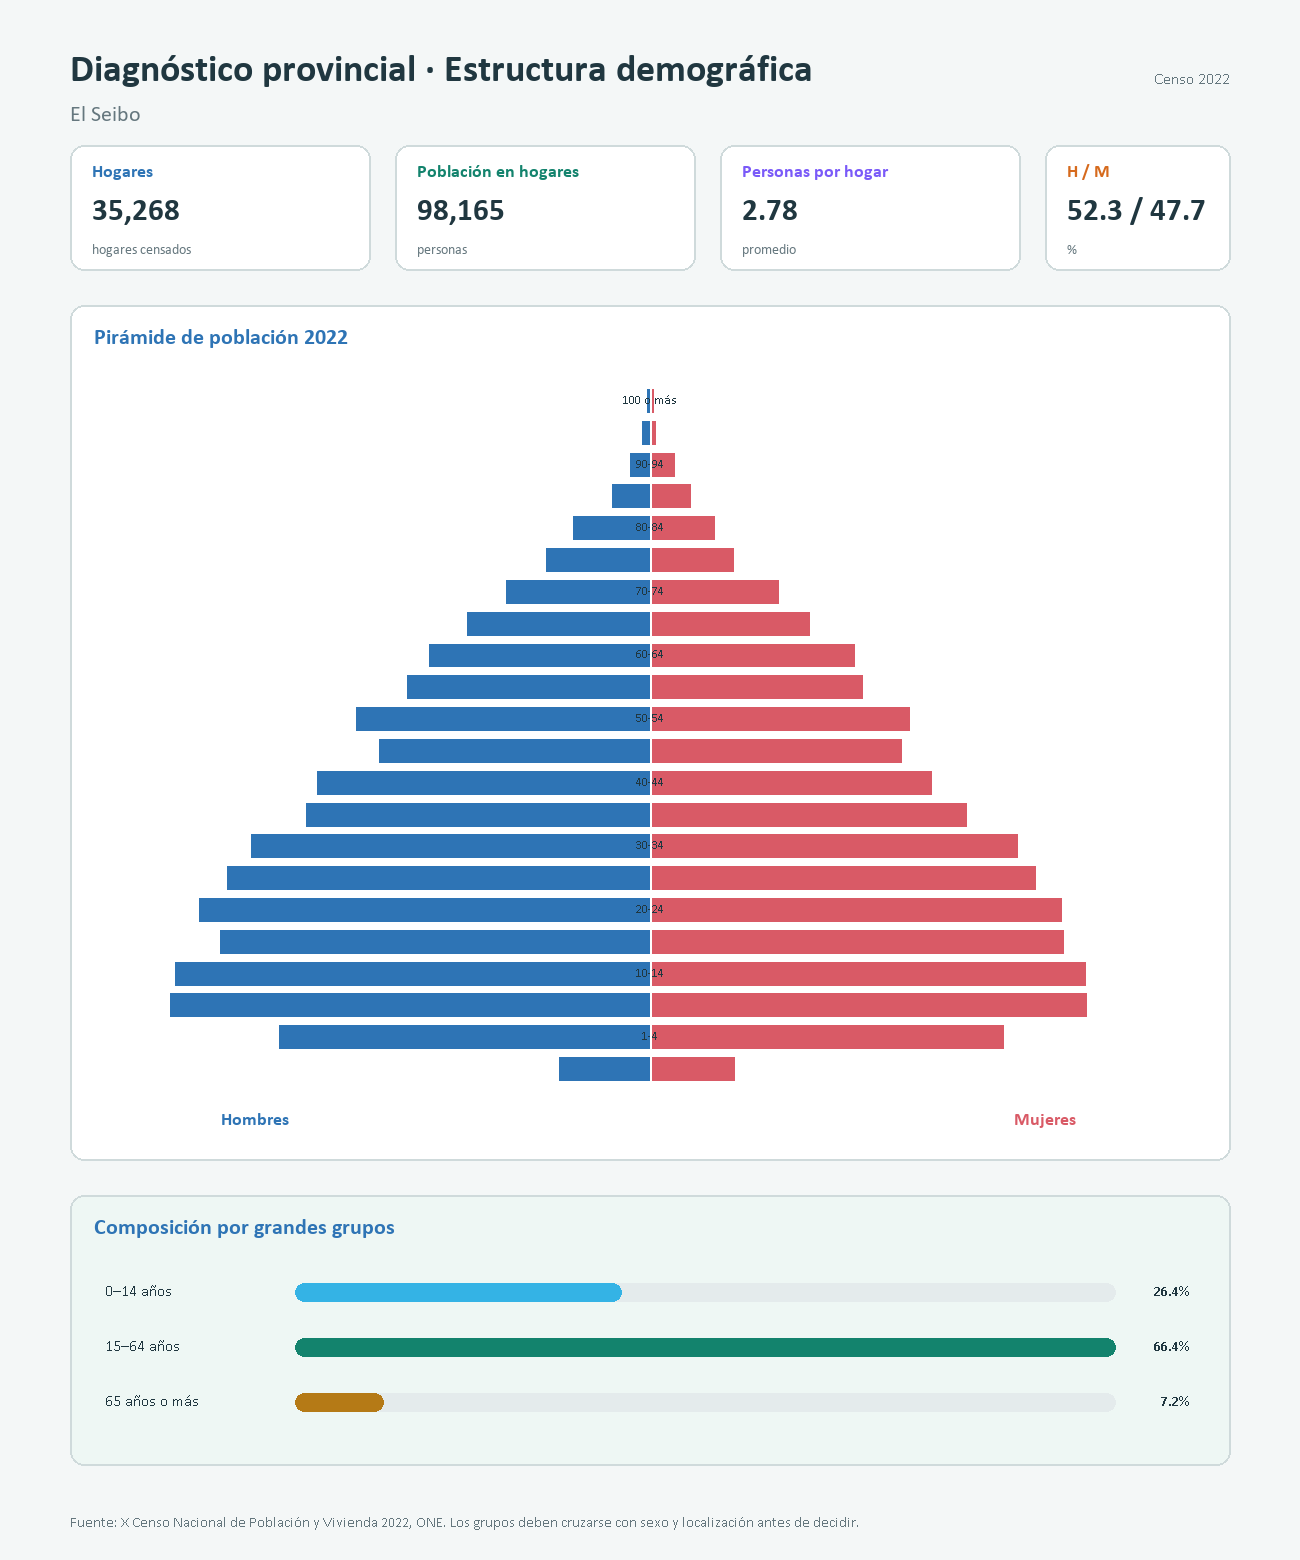 Diagnóstico provincial · Estructura demográfica
Censo 2022
El Seibo
Hogares
35,268
hogares censados
Población en hogares
98,165
personas
Personas por hogar
2.78
promedio
H / M
52.3 / 47.7
%
Pirámide de población 2022
100 o más
90-94
80-84
70-74
60-64
50-54
40-44
30-34
20-24
10-14
1-4
Hombres
Mujeres
Composición por grandes grupos
0–14 años 26.4%
15–64 años 66.4%
65 años o más 7.2%
Fuente: X Censo Nacional de Población y Vivienda 2022, ONE. Los grupos deben cruzarse con sexo y localización antes de decidir.